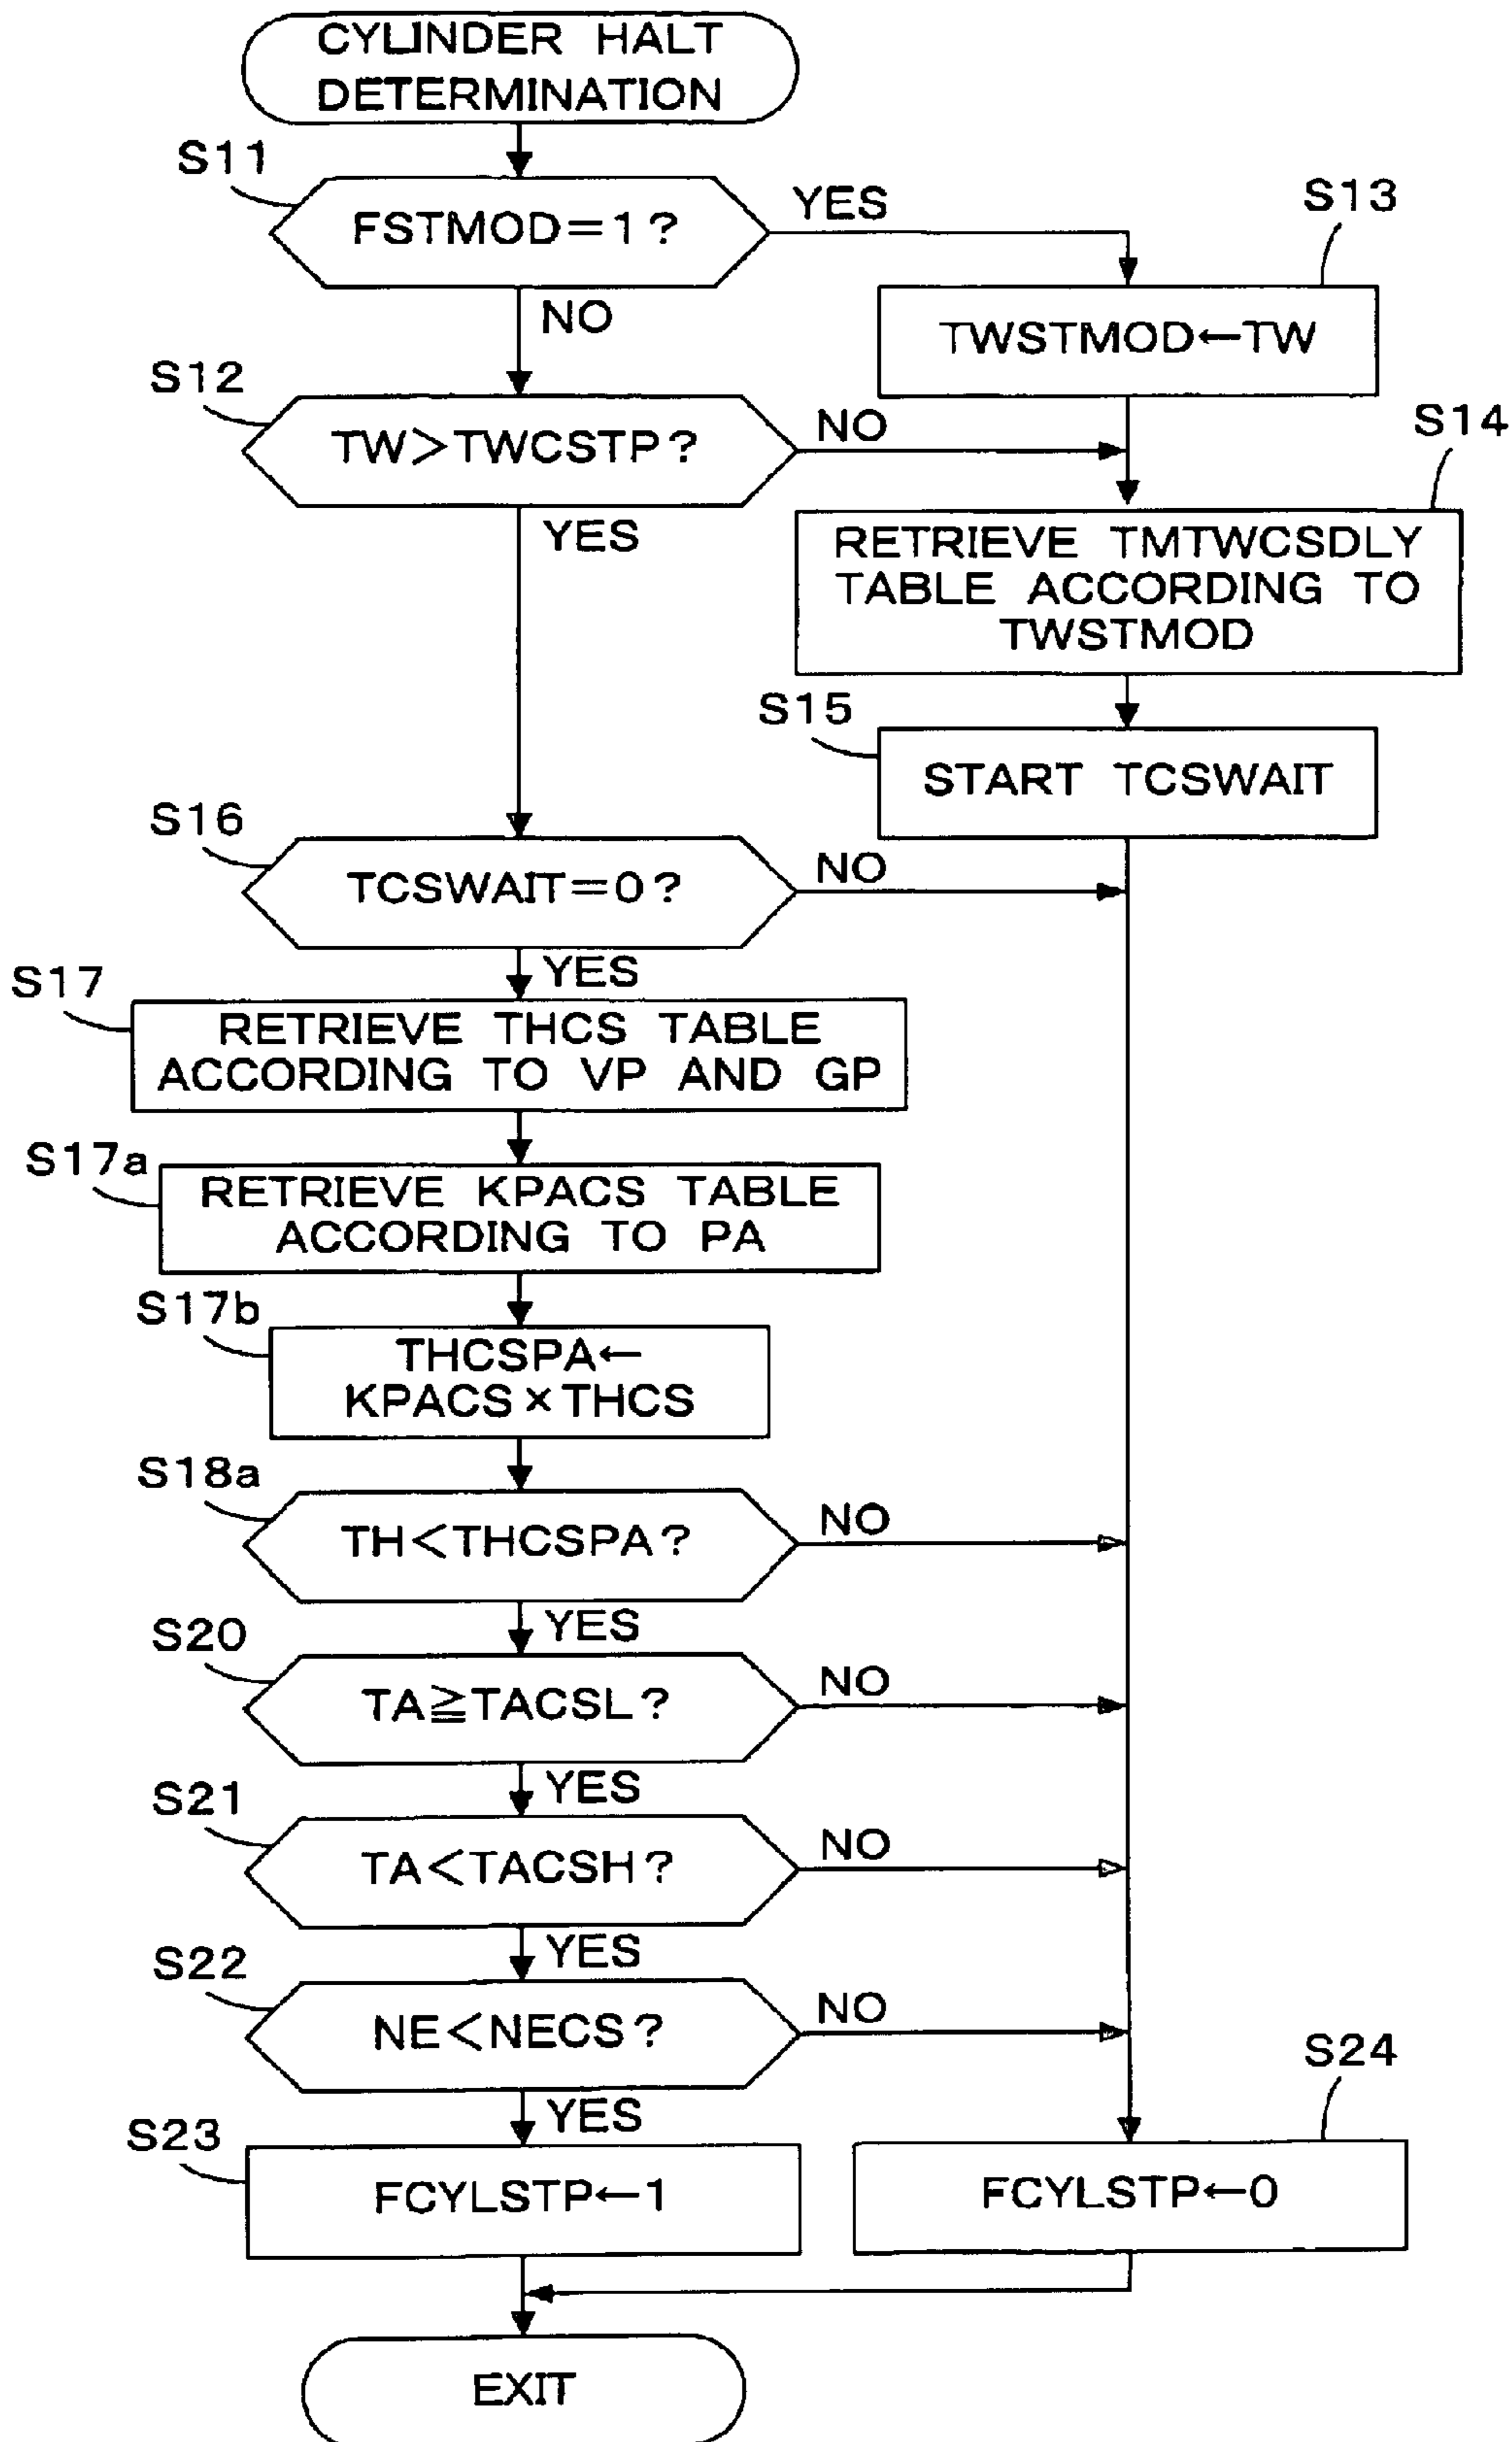 CYLINDER HALT
DETERMINATION
S11
FSTMOD=1?
YES
S13
NO
TWSTMOD←TW
S12
TW>TWCSTP?
NO
S14
YES
RETRIEVE TMTWCSDLY
TABLE ACCORDING TO
TWSTMOD
S15
START TCSWAIT
S16
TCSWAIT=0?
NO
YES
S17
RETRIEVE THCS TABLE
ACCORDING TO VP AND GP
S17a
RETRIEVE KPACS TABLE
ACCORDING TO PA
S17b
THCSPA←
KPACS×THCS
S18a
TH<THCSPA?
NO
YES
S20
TA≧TACSL?
NO
YES
S21
TA<TACSH?
NO
YES
S22
NE<NECS?
NO
YES
S24
S23
FCYLSTP←1
FCYLSTP←0
EXIT